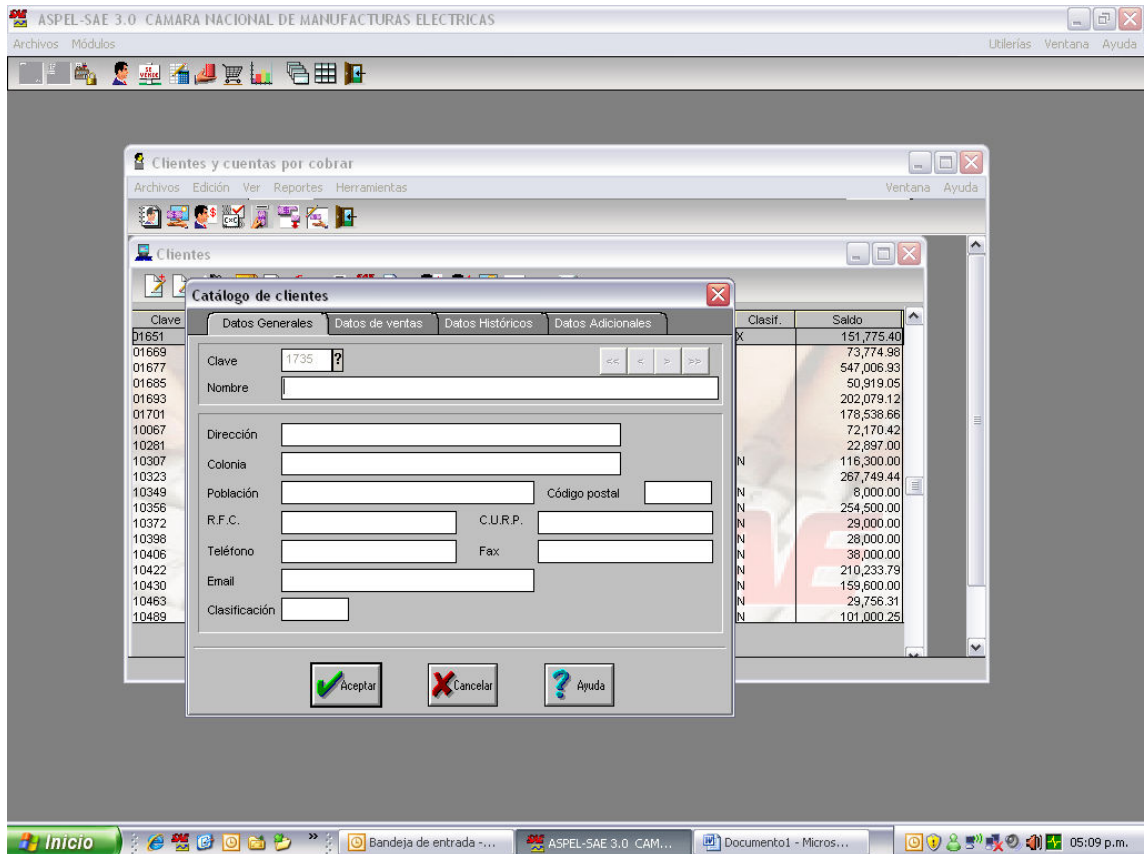 ASPEL-SAE 3.0 CAMARA NACIONAL DE MANUFACTURAS ELECTRICAS
Archivos Módulos Utilerías Ventana Ayuda
SE VENDE
Clientes y cuentas por cobrar
Archivos Edición Ver Reportes Herramientas Ventana Ayuda
Clientes
Catálogo de clientes
Datos Generales Datos de ventas Datos Históricos Datos Adicionales
Clave 1735 ? << < > >>
Nombre
Dirección
Colonia
Población Código postal
R.F.C. C.U.R.P.
Teléfono Fax
Email
Clasificación
Aceptar Cancelar Ayuda
Clave Clasif. Saldo
01651 X 151,775.40
01669 73,774.98
01677 547,006.93
01685 50,919.05
01693 202,079.12
01701 178,538.66
10067 72,170.42
10281 22,897.00
10307 N 116,300.00
10323 267,749.44
10349 N 8,000.00
10356 N 254,500.00
10372 N 29,000.00
10398 N 28,000.00
10406 N 38,000.00
10422 N 210,233.79
10430 N 159,600.00
10463 N 29,756.31
10489 N 101,000.25
Inicio » Bandeja de entrada -... ASPEL-SAE 3.0 CAM... Documento1 - Micros... 05:09 p.m.